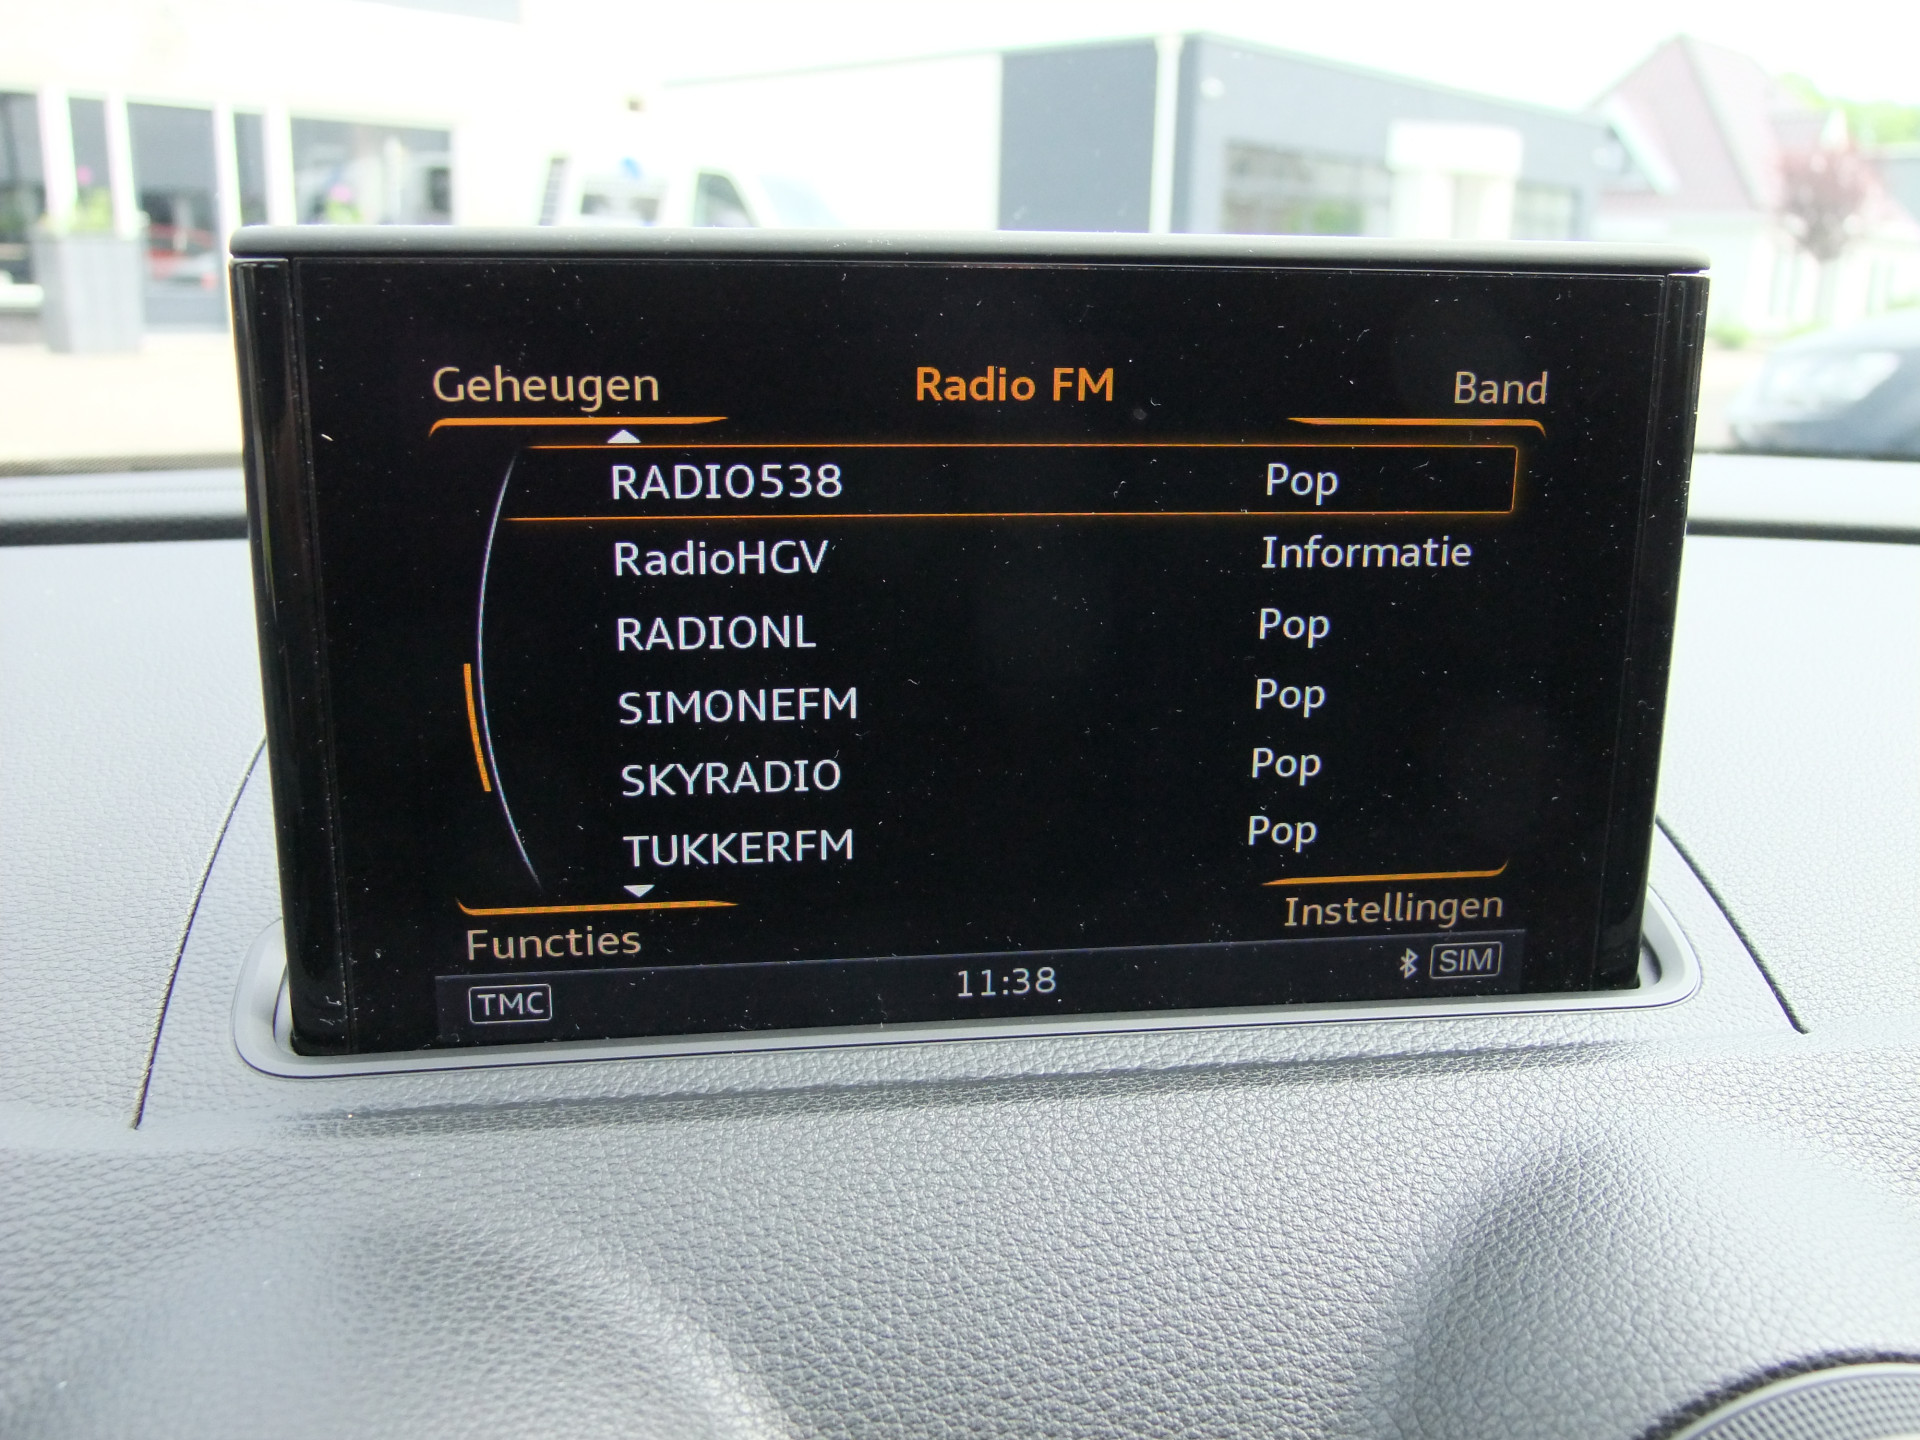 Geheugen Radio FM Band
RADIO538 Pop
RadioHGV Informatie
RADIONL Pop
SIMONEFM Pop
SKYRADIO Pop
TUKKERFM Pop
Functies Instellingen
TMC 11:38 SIM